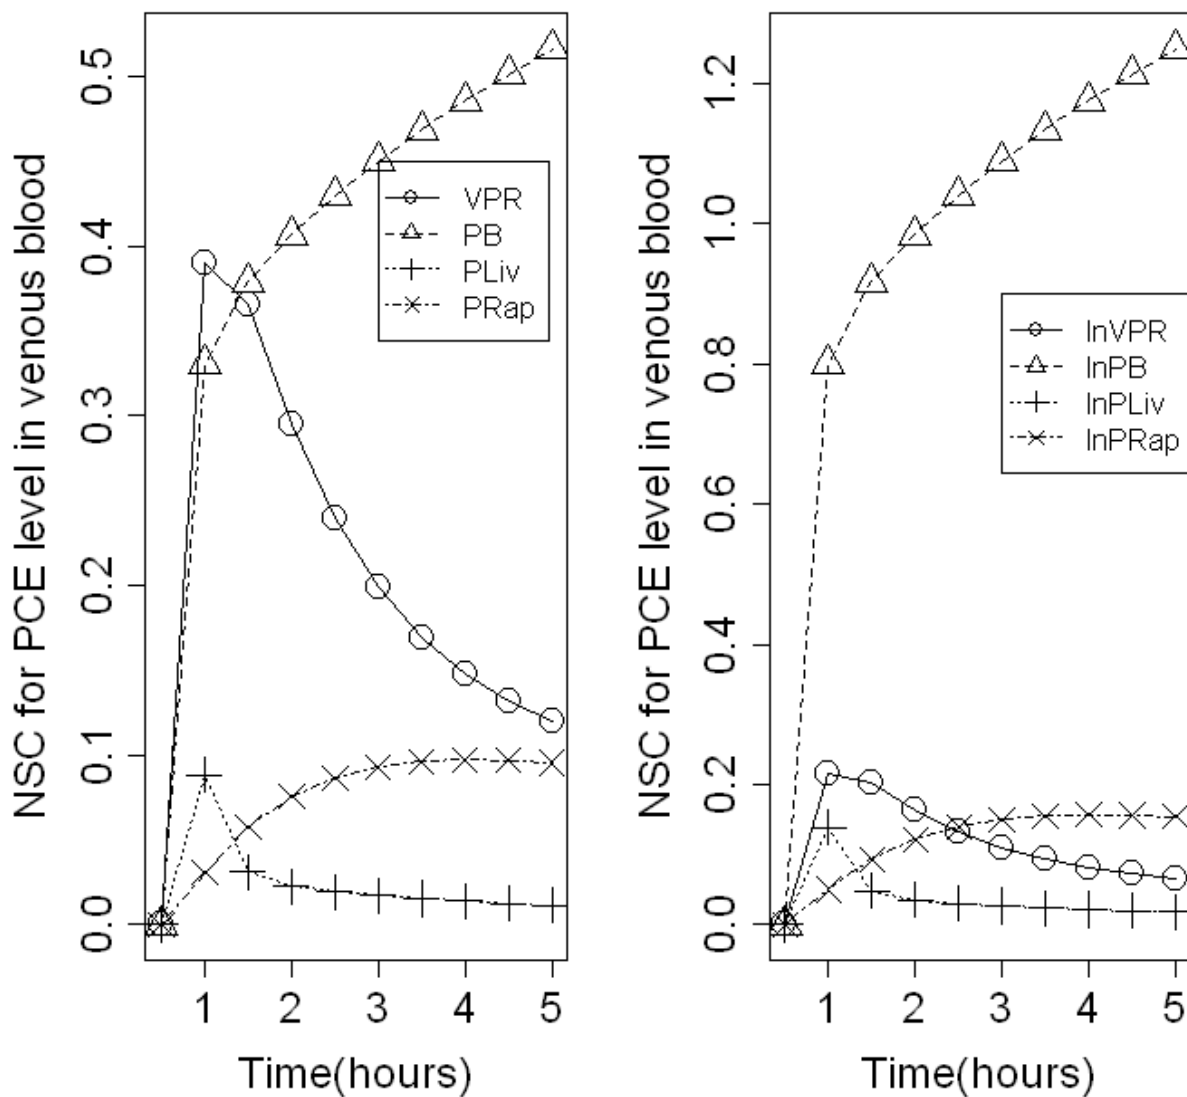 NSC for PCE level in venous blood
0.5
0.4
0.3
0.2
0.1
0.0
VPR
PB
PLiv
PRap
1 2 3 4 5
Time(hours)
NSC for PCE level in venous blood
1.2
1.0
0.8
0.6
0.4
0.2
0.0
lnVPR
lnPB
lnPLiv
lnPRap
1 2 3 4 5
Time(hours)